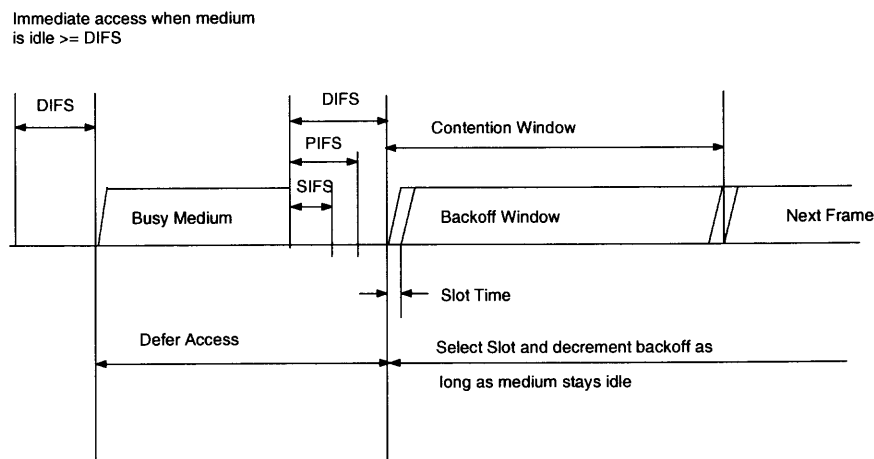 Immediate access when medium
is idle >= DIFS
DIFS
DIFS
Contention Window
PIFS
SIFS
Busy Medium
Backoff Window
Next Frame
Slot Time
Defer Access
Select Slot and decrement backoff as
long as medium stays idle